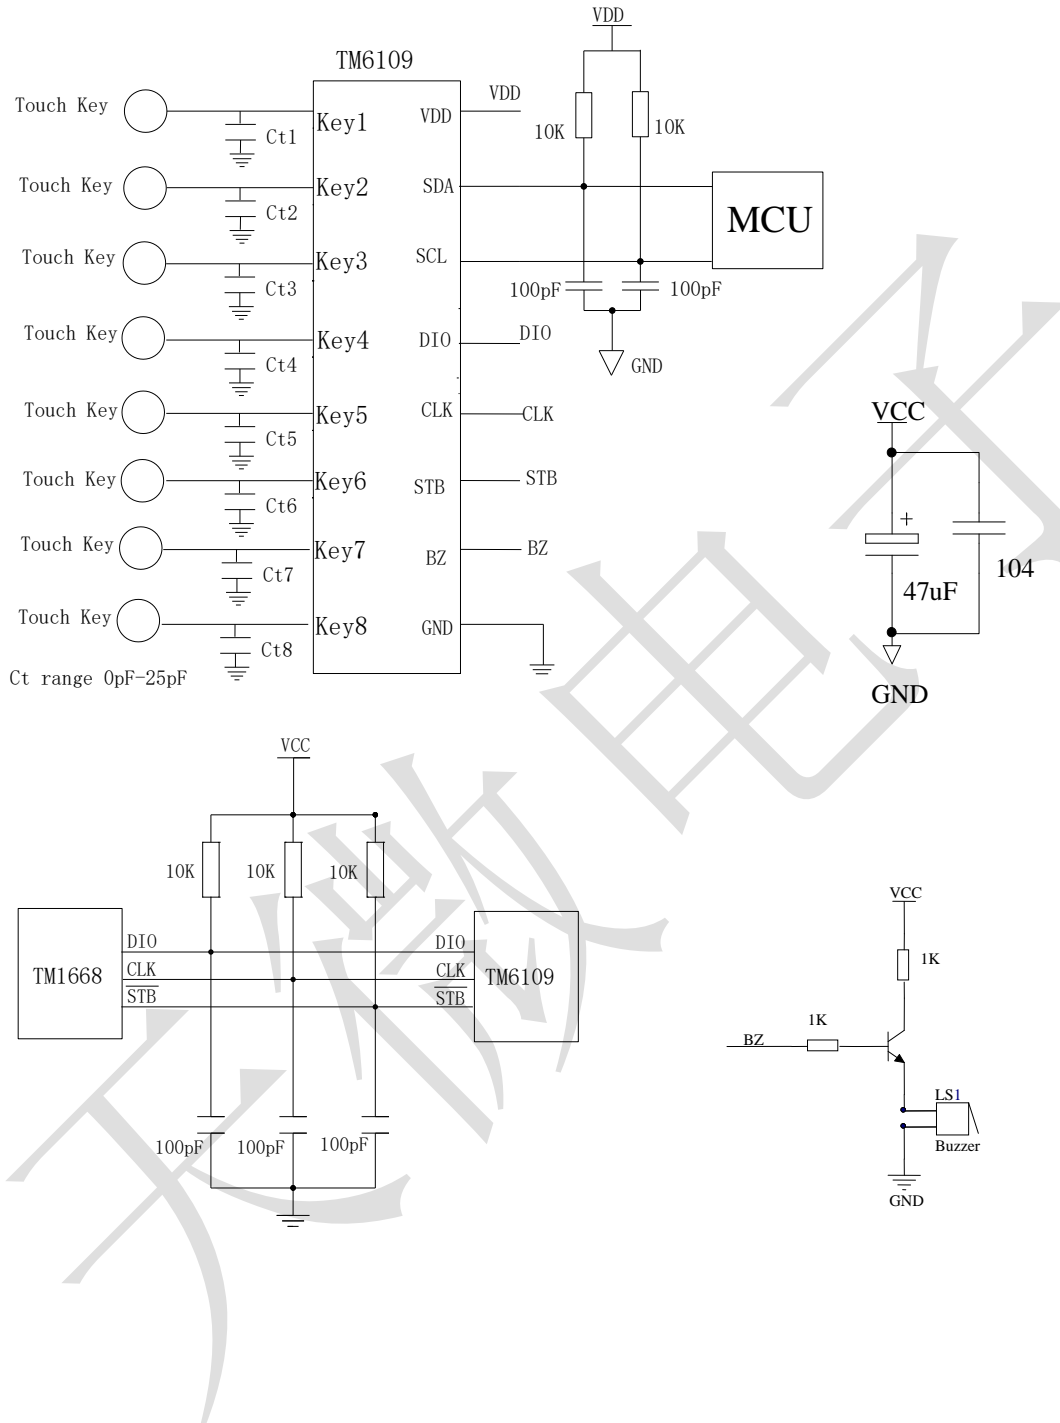 VDD
TM6109
Touch Key
Ct1
Key1
VDD
VDD
10K
10K
Touch Key
Ct2
Key2
SDA
MCU
Touch Key
Ct3
Key3
SCL
100pF
100pF
Touch Key
Ct4
Key4
DIO
DIO
GND
Touch Key
Ct5
Key5
CLK
CLK
Touch Key
Ct6
Key6
STB
STB
Touch Key
Ct7
Key7
BZ
BZ
Touch Key
Ct8
Key8
GND
Ct range 0pF-25pF
VCC
+
47uF
104
GND
VCC
10K
10K
10K
TM1668
DIO
CLK
STB
DIO
CLK
STB
TM6109
100pF
100pF
100pF
VCC
1K
1K
BZ
LS1
Buzzer
GND
天微电子